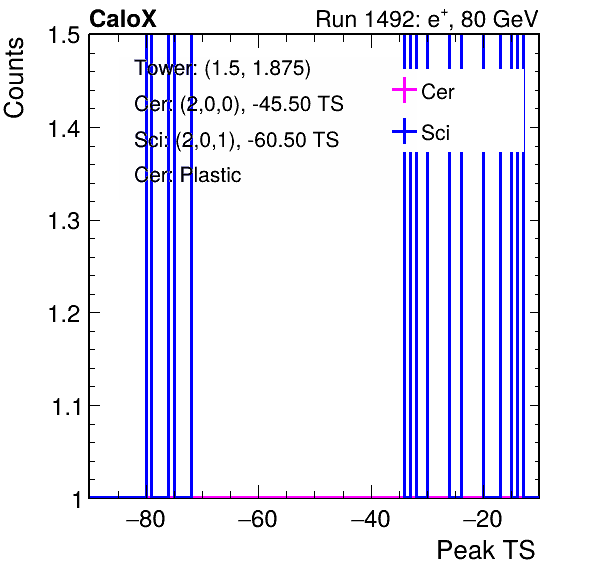 CaloX Run 1492: e⁺, 80 GeV
Counts
1.5
1.4
1.3
1.2
1.1
1
Tower: (1.5, 1.875)
Cer: (2,0,0), -45.50 TS
Sci: (2,0,1), -60.50 TS
Cer: Plastic
Cer
Sci
−80 −60 −40 −20
Peak TS